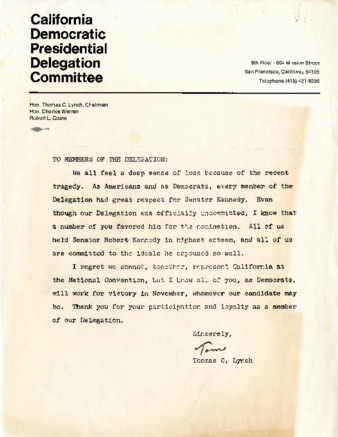 California
Democratic
Presidential
Delegation
Committee
6th Floor - 604 Mission Street
San Francisco, California 94105
Telephone (415) 421-9200
Hon. Thomas C. Lynch, Chairman
Hon. Charles Warren
Robert L. Coate
TO MEMBERS OF THE DELEGATION:
We all feel a deep sense of loss because of the recent
tragedy. As Americans and as Democrats, every member of the
Delegation had great respect for Senator Kennedy. Even
though our Delegation was officially uncommitted, I know that
a number of you favored him for the nomination. All of us
held Senator Robert Kennedy in highest esteem, and all of us
are committed to the ideals he espoused so well.
I regret we cannot, together, represent California at
the National Convention, but I know all of you, as Democrats,
will work for victory in November, whomever our candidate may
be. Thank you for your participation and loyalty as a member
of our Delegation.
Sincerely,
Tom
Thomas C. Lynch